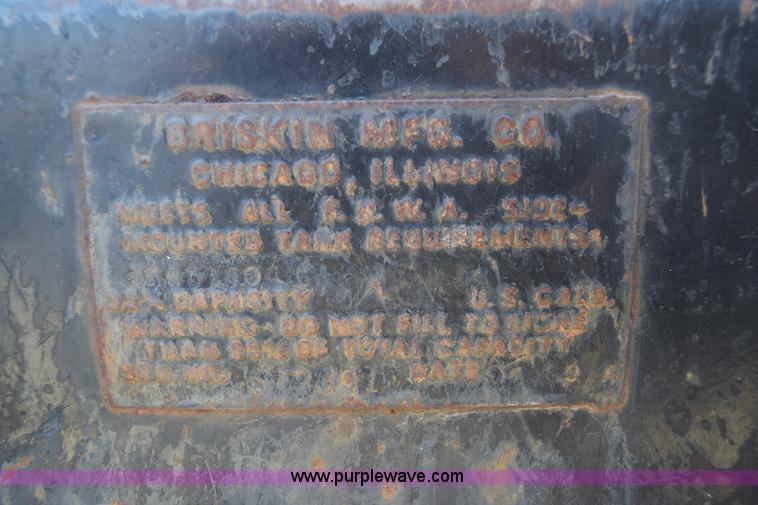 BRISKIN MFG. CO.
CHICAGO, ILLINOIS
MEETS ALL F.H.W.A. SIDE-
MOUNTED TANK REQUIREMENTS.
CAPACITY U.S. GALS.
WARNING-DO NOT FILL TO MORE
THAN 95% OF TOTAL CAPACITY
DATE
www.purplewave.com